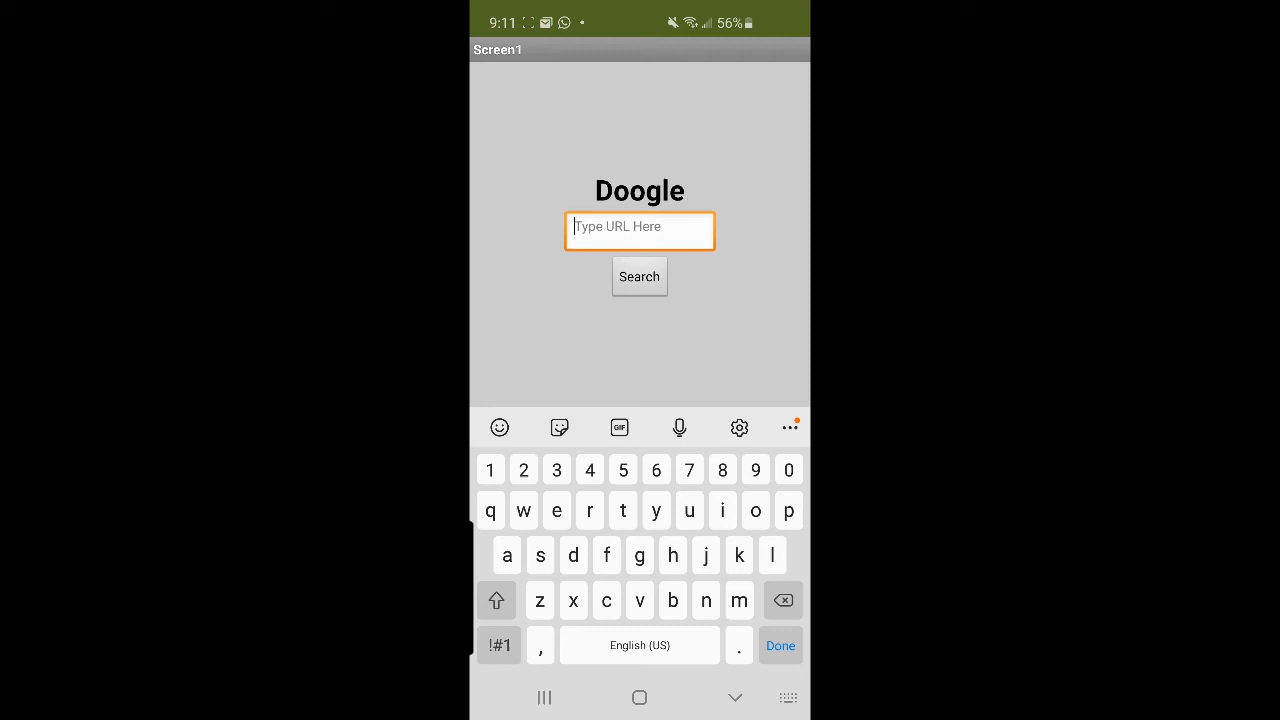 9:11 56%
Screen1
Doogle
Type URL Here
Search
GIF
1 2 3 4 5 6 7 8 9 0
q w e r t y u i o p
a s d f g h j k l
z x c v b n m
!#1 , English (US) . Done